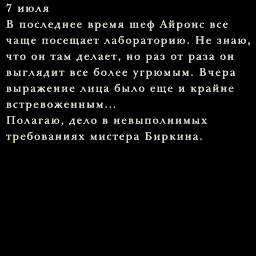 7 июля
В последнее время шеф Айронс все
чаще посещает лабораторию. Не знаю,
что он там делает, но раз от раза он
выглядит все более угрюмым. Вчера
выражение лица было еще и крайне
встревоженным...
Полагаю, дело в невыполнимых
требованиях мистера Биркина.